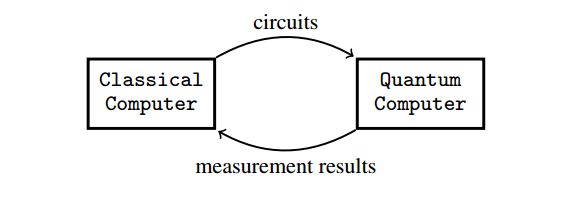 circuits
Classical
Computer
Quantum
Computer
measurement results